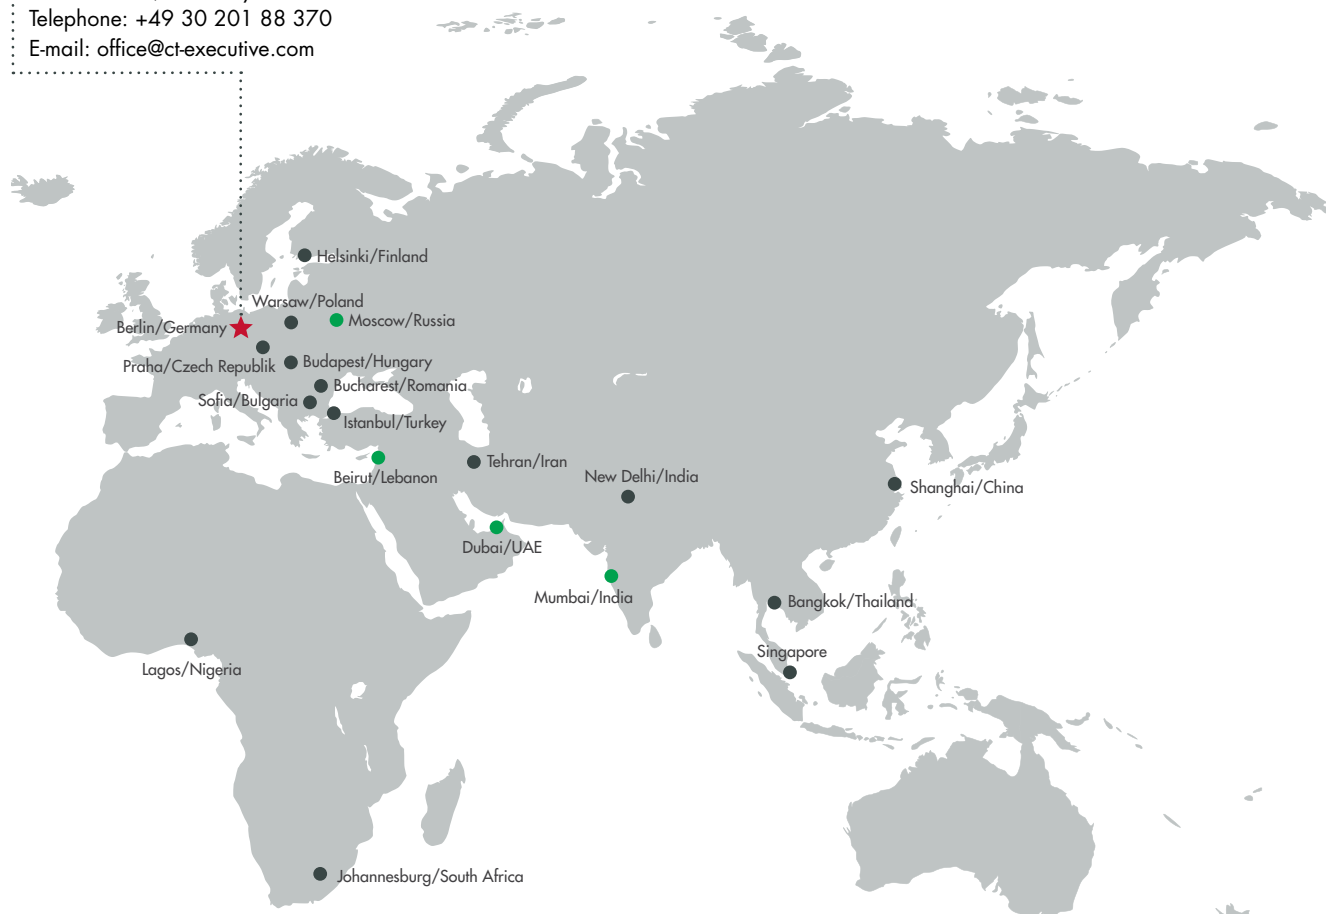 Telephone: +49 30 201 88 370
E-mail: office@ct-executive.com
Helsinki/Finland
Warsaw/Poland
Berlin/Germany
Moscow/Russia
Praha/Czech Republik
Budapest/Hungary
Bucharest/Romania
Sofia/Bulgaria
Istanbul/Turkey
Tehran/Iran
Beirut/Lebanon
New Delhi/India
Shanghai/China
Dubai/UAE
Mumbai/India
Bangkok/Thailand
Singapore
Lagos/Nigeria
Johannesburg/South Africa